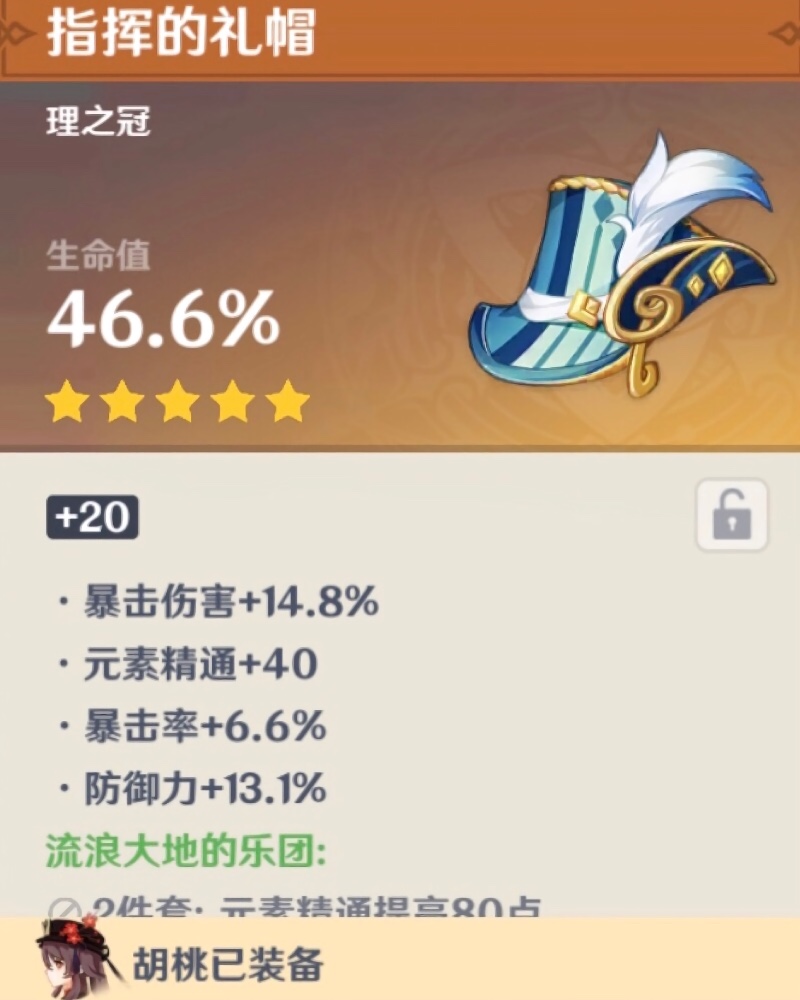 指挥的礼帽
理之冠
生命值
46.6%
+20
·暴击伤害+14.8%
·元素精通+40
·暴击率+6.6%
·防御力+13.1%
流浪大地的乐团:
2件套:元素精通提高80点
胡桃已装备